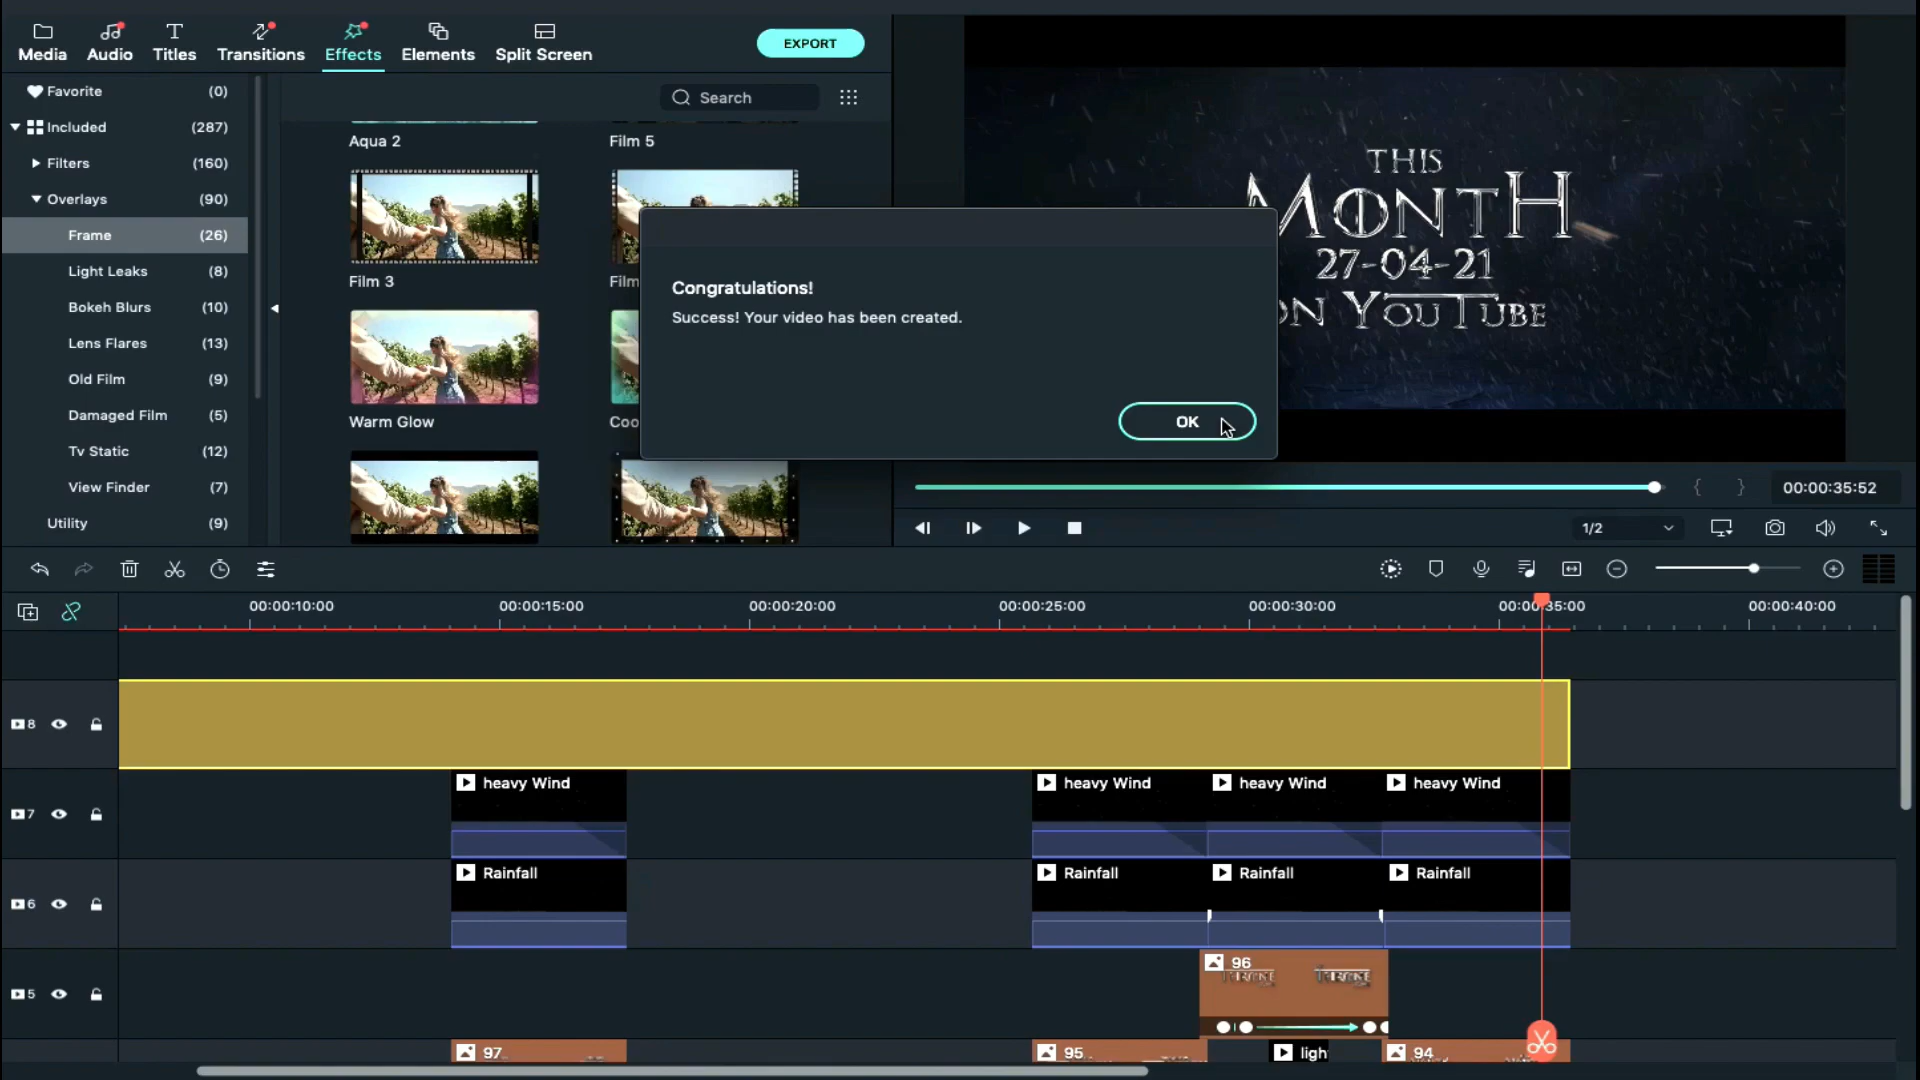 Media Audio Titles Transitions Effects Elements Split Screen
EXPORT
Favorite (0)
Search
Included (287)
Filters (160)
Overlays (90)
Frame (26)
Light Leaks (8)
Bokeh Blurs (10)
Lens Flares (13)
Old Film (9)
Damaged Film (5)
Tv Static (12)
View Finder (7)
Utility (9)
Aqua 2 Film 5
Film 3 Film
Warm Glow Coo
Congratulations!
Success! Your video has been created.
OK
THIS
MONTH
27-04-21
ON YOUTUBE
00:00:35:52
1/2
00:00:10:00 00:00:15:00 00:00:20:00 00:00:25:00 00:00:30:00 00:00:35:00 00:00:40:00
8
7
heavy Wind heavy Wind heavy Wind heavy Wind
6
Rainfall Rainfall Rainfall Rainfall
5
96
97 95 ligh 94